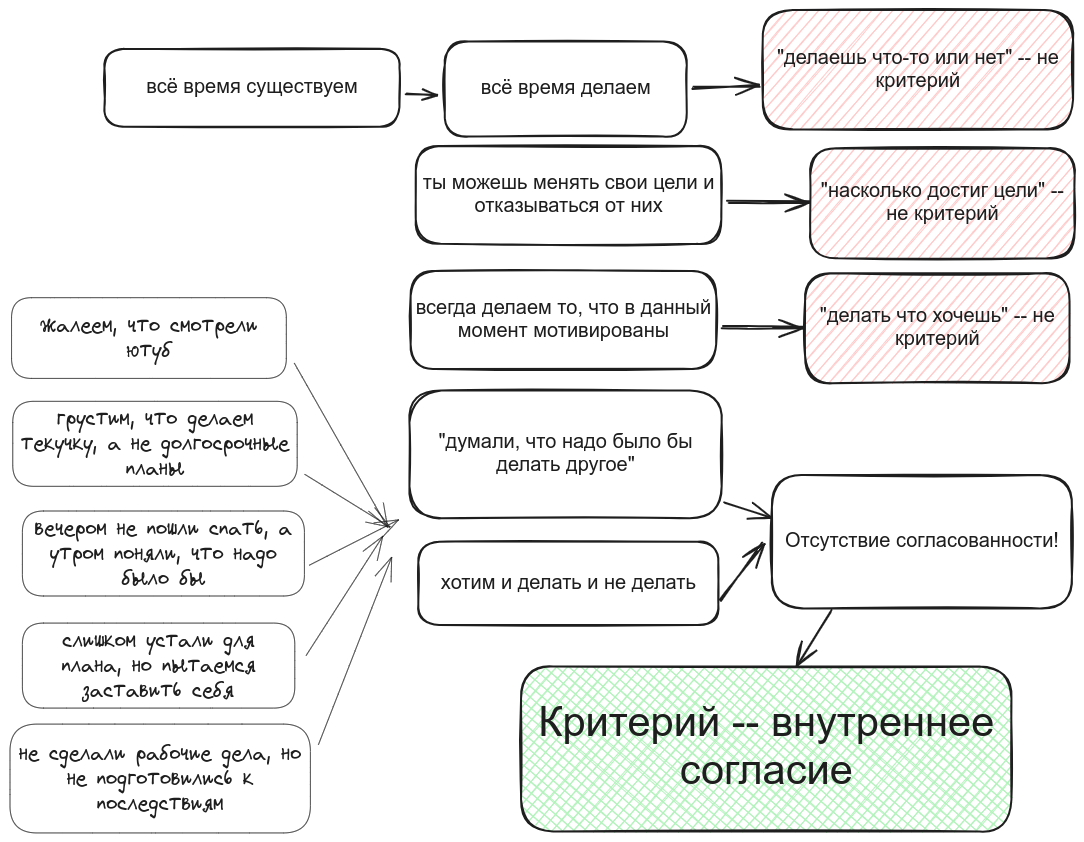 всё время существуем
всё время делаем
"делаешь что-то или нет" -- не
критерий
ты можешь менять свои цели и
отказываться от них
"насколько достиг цели" --
не критерий
всегда делаем то, что в данный
момент мотивированы
"делать что хочешь" -- не
критерий
Жалеем, что смотрели
ютуб
грустим, что делаем
текучку, а не долгосрочные
планы
вечером не пошли спать, а
утром поняли, что надо
было бы
слишком устали для
плана, но пытаемся
заставить себя
не сделали рабочие дела, но
не подготовились к
последствиям
"думали, что надо было бы
делать другое"
хотим и делать и не делать
Отсутствие согласованности!
Критерий -- внутреннее
согласие